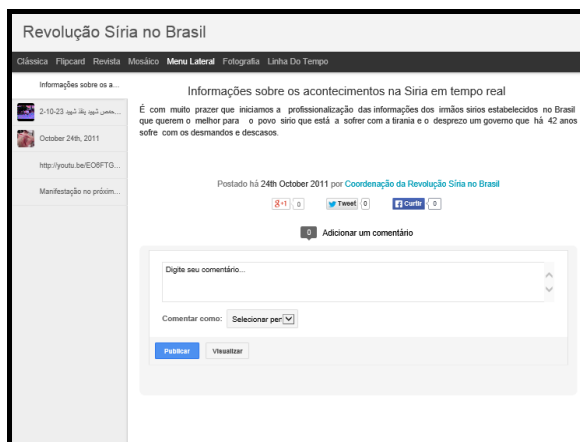 Revolução Síria no Brasil
Clássica Flipcard Revista Mosáico Menu Lateral Fotografia Linha Do Tempo
Informações sobre os a...
2-10-23 حمص شهيد يلقن شهيد...
October 24th, 2011
http://youtu.be/EO6FTG...
Manifestação no próxim...
Informações sobre os acontecimentos na Siria em tempo real
É com muito prazer que iniciamos a profissionalização das informações dos irmãos sirios estabelecidos no Brasil
que querem o melhor para o povo sirio que está a sofrer com a tirania e o desprezo um governo que há 42 anos
sofre com os desmandos e descasos.
Postado há 24th October 2011 por Coordenação da Revolução Síria no Brasil
g+1 0 Tweet 0 Curtir 0
0 Adicionar um comentário
Digite seu comentário...
Comentar como: Selecionar per
Publicar Visualizar